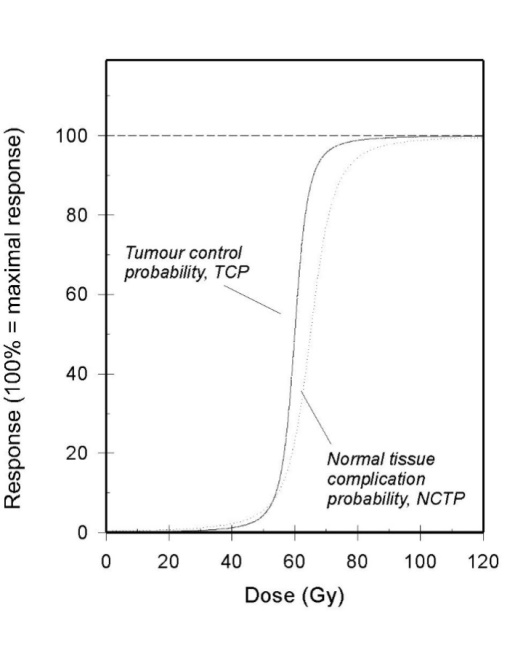 Response (100% = maximal response)
100
80
60
40
20
0
Tumour control
probability, TCP
Normal tissue
complication
probability, NCTP
0 20 40 60 80 100 120
Dose (Gy)